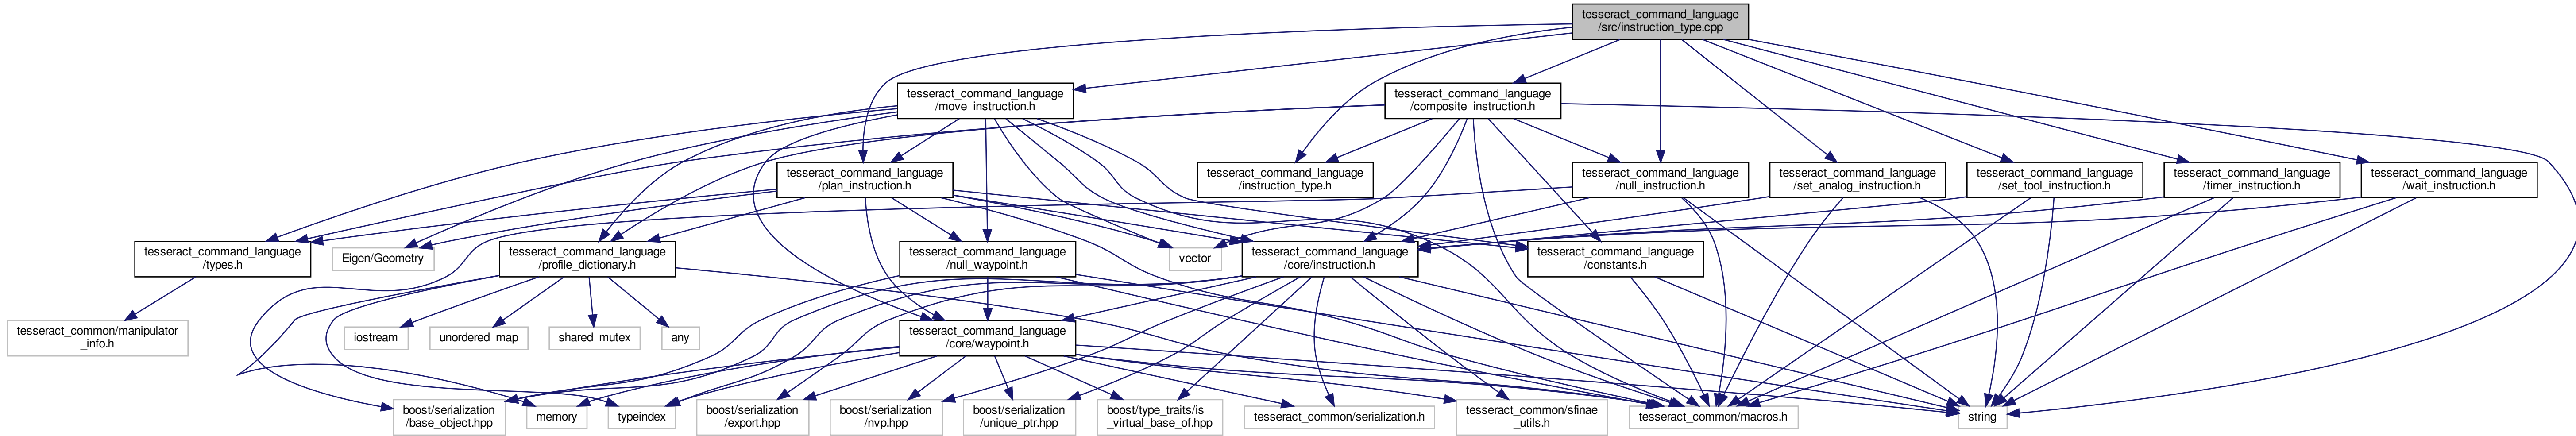 tesseract_command_language
/src/instruction_type.cpp
tesseract_command_language
/move_instruction.h
tesseract_command_language
/composite_instruction.h
tesseract_command_language
/plan_instruction.h
tesseract_command_language
/instruction_type.h
tesseract_command_language
/null_instruction.h
tesseract_command_language
/set_analog_instruction.h
tesseract_command_language
/set_tool_instruction.h
tesseract_command_language
/timer_instruction.h
tesseract_command_language
/wait_instruction.h
tesseract_command_language
/types.h
Eigen/Geometry
tesseract_command_language
/profile_dictionary.h
tesseract_command_language
/null_waypoint.h
vector
tesseract_command_language
/core/instruction.h
tesseract_command_language
/constants.h
tesseract_common/manipulator
_info.h
iostream
unordered_map
shared_mutex
any
tesseract_command_language
/core/waypoint.h
boost/serialization
/base_object.hpp
memory
typeindex
boost/serialization
/export.hpp
boost/serialization
/nvp.hpp
boost/serialization
/unique_ptr.hpp
boost/type_traits/is
_virtual_base_of.hpp
tesseract_common/serialization.h
tesseract_common/sfinae
_utils.h
tesseract_common/macros.h
string